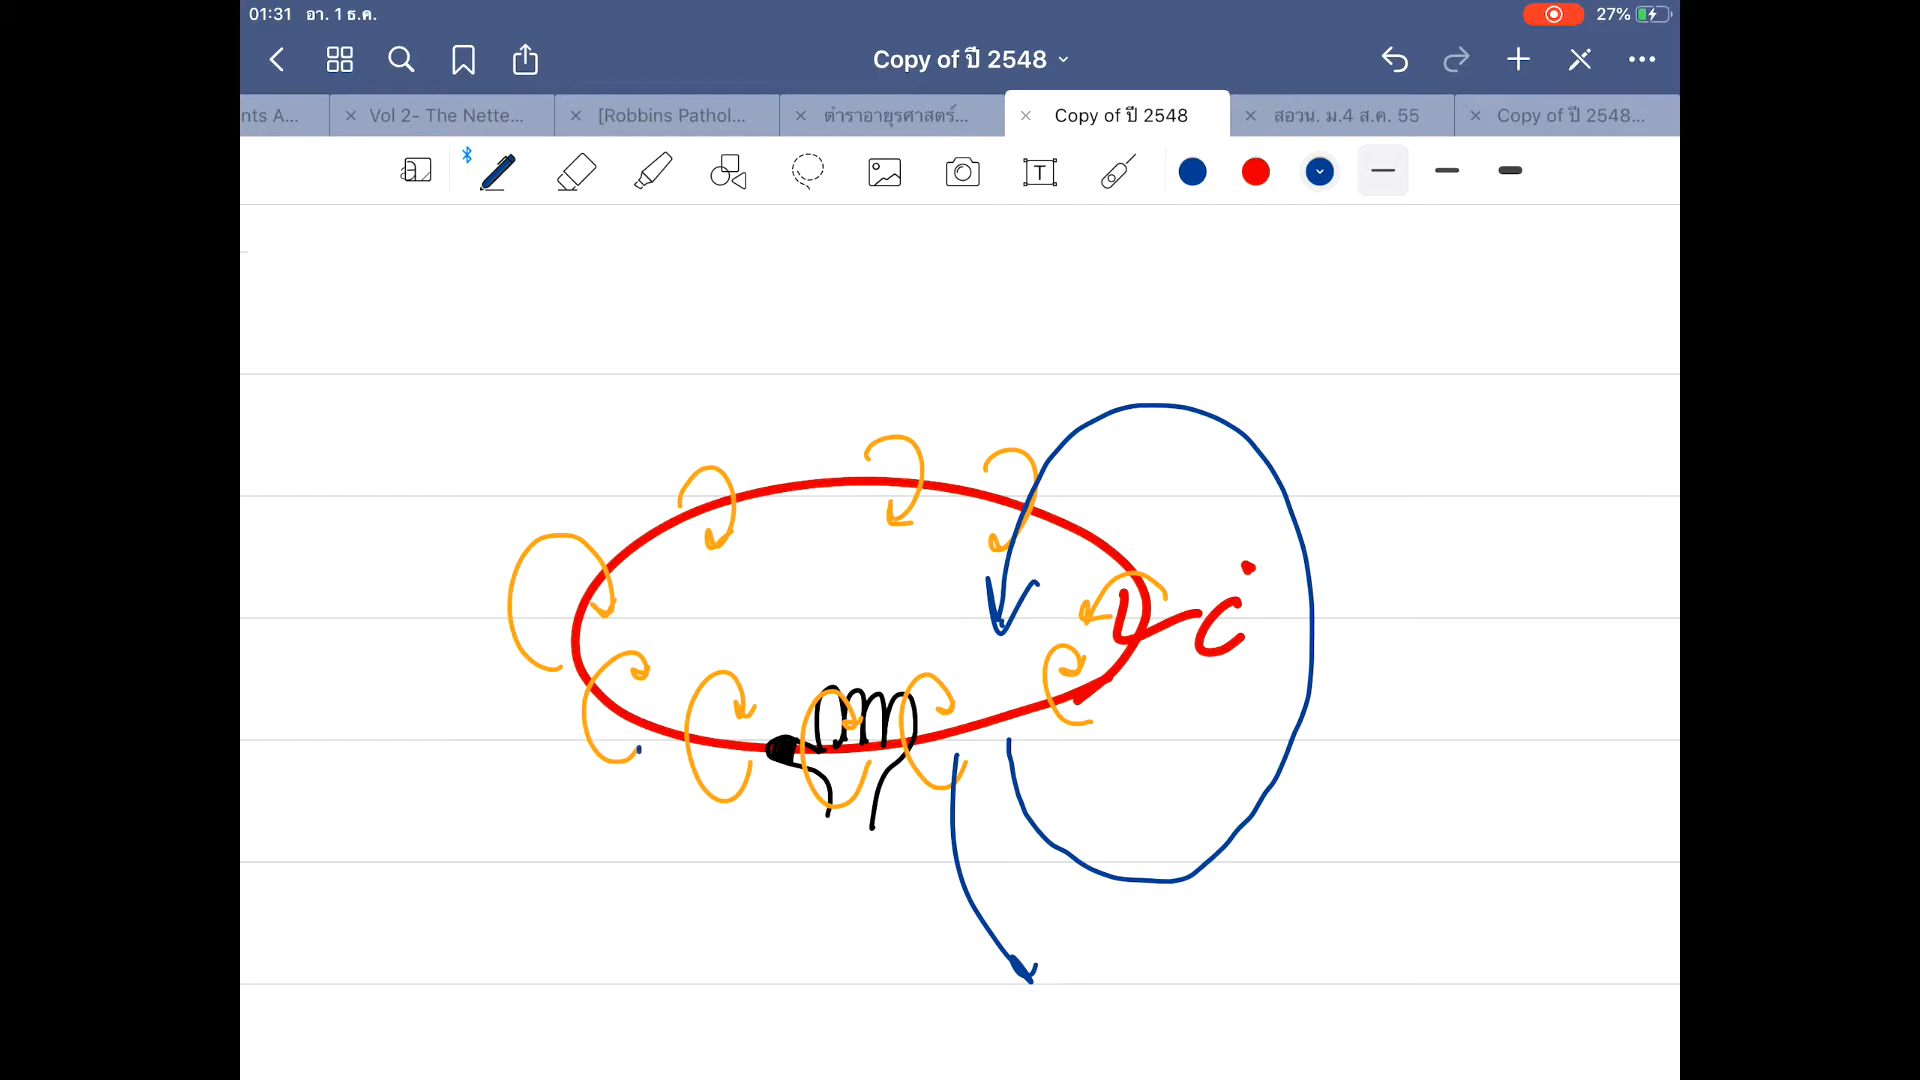 01:31 อา. 1 ธ.ค.
27%
Copy of ปี 2548
nts A...
Vol 2- The Nette...
[Robbins Pathol...
ตำราอายุรศาสตร์...
Copy of ปี 2548
สอวน. ม.4 ส.ค. 55
Copy of ปี 2548...
T
i